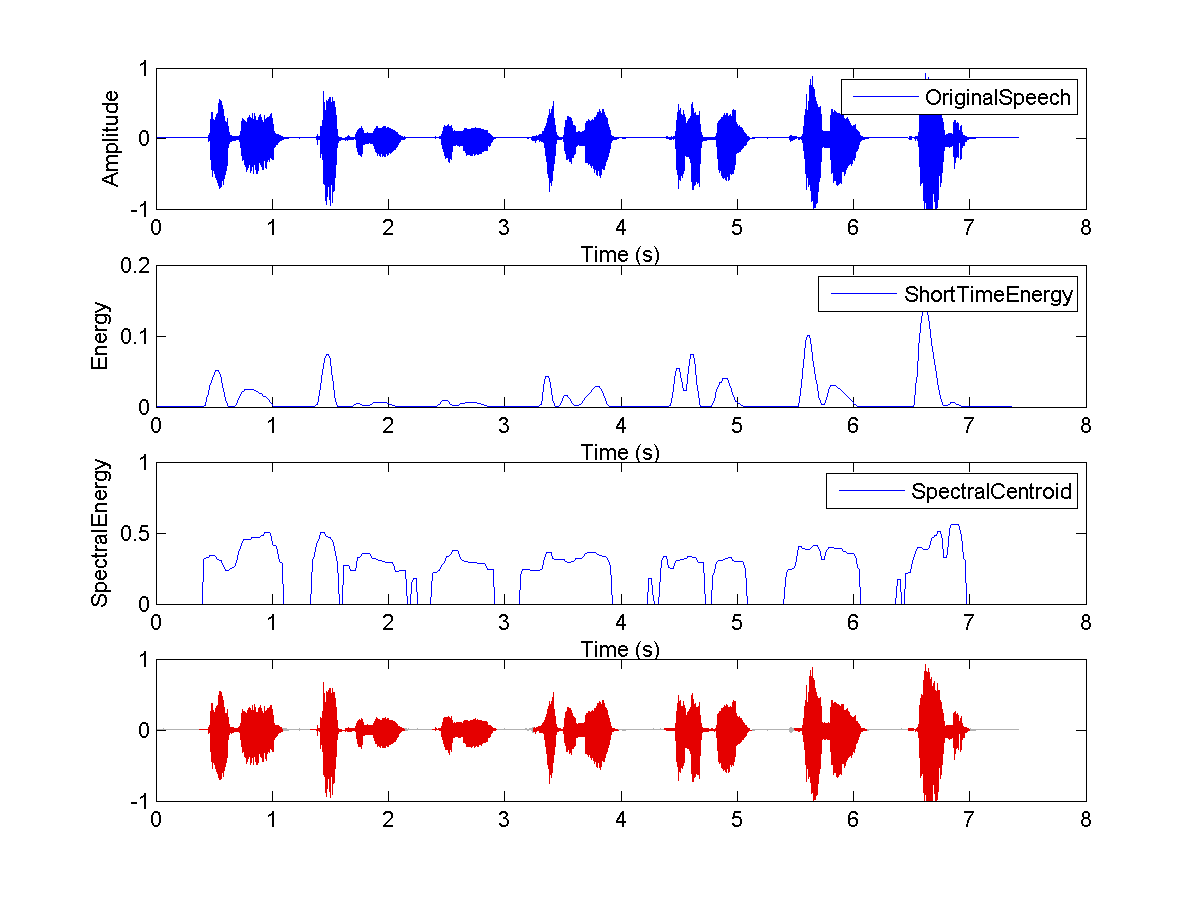 1
0
-1
Amplitude
OriginalSpeech
0 1 2 3 4 5 6 7 8
Time (s)
0.2
0.1
0
Energy
ShortTimeEnergy
0 1 2 3 4 5 6 7 8
Time (s)
1
0.5
0
SpectralEnergy
SpectralCentroid
0 1 2 3 4 5 6 7 8
Time (s)
1
0
-1
0 1 2 3 4 5 6 7 8